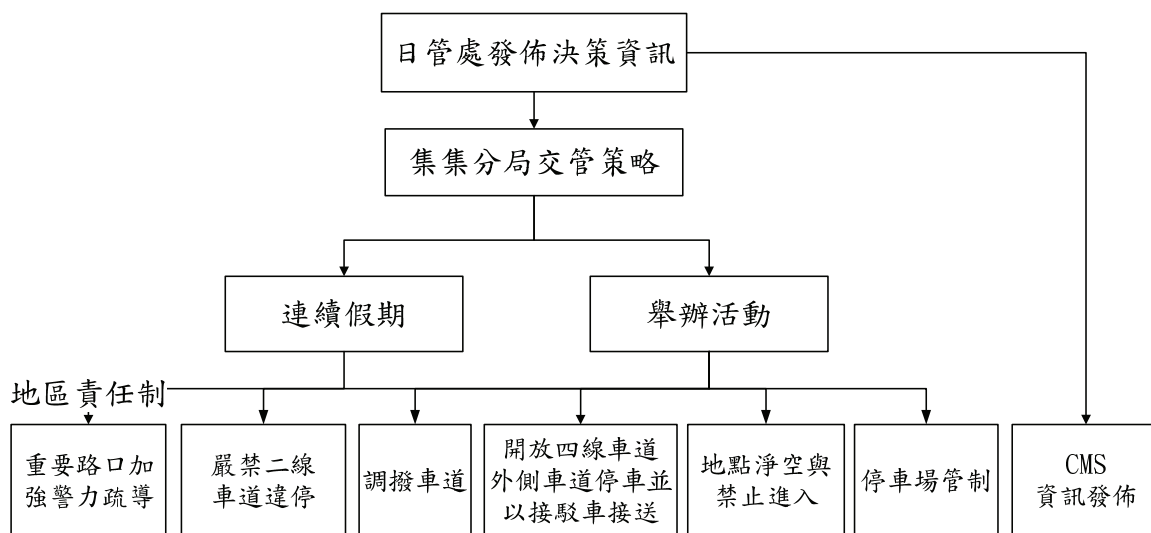 日管處發佈決策資訊
集集分局交管策略
連續假期
舉辦活動
地區責任制
重要路口加
強警力疏導
嚴禁二線
車道違停
調撥車道
開放四線車道
外側車道停車並
以接駁車接送
地點淨空與
禁止進入
停車場管制
CMS
資訊發佈